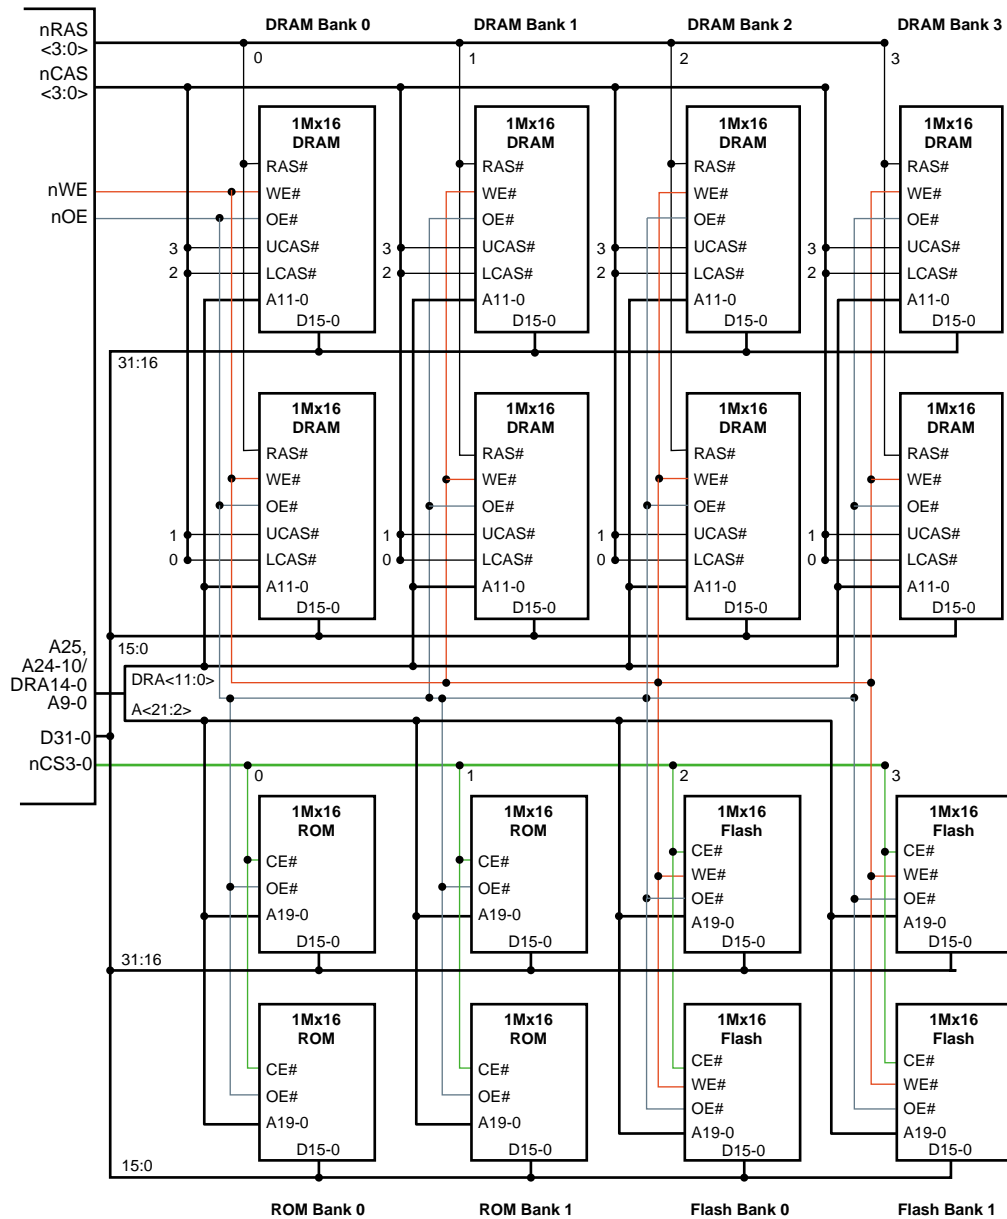 DRAM Bank 0 DRAM Bank 1 DRAM Bank 2 DRAM Bank 3
nRAS
<3:0>
0 1 2 3
nCAS
<3:0>
1Mx16 1Mx16 1Mx16 1Mx16
DRAM DRAM DRAM DRAM
RAS# RAS# RAS# RAS#
nWE WE# WE# WE# WE#
nOE OE# OE# OE# OE#
3 UCAS# 3 UCAS# 3 UCAS# 3 UCAS#
2 LCAS# 2 LCAS# 2 LCAS# 2 LCAS#
A11-0 A11-0 A11-0 A11-0
D15-0 D15-0 D15-0 D15-0
31:16
1Mx16 1Mx16 1Mx16 1Mx16
DRAM DRAM DRAM DRAM
RAS# RAS# RAS# RAS#
WE# WE# WE# WE#
OE# OE# OE# OE#
1 UCAS# 1 UCAS# 1 UCAS# 1 UCAS#
0 LCAS# 0 LCAS# 0 LCAS# 0 LCAS#
A11-0 A11-0 A11-0 A11-0
D15-0 D15-0 D15-0 D15-0
15:0
A25,
A24-10/
DRA14-0
A9-0
DRA<11:0>
A<21:2>
D31-0
nCS3-0
0 1 2 3
1Mx16 1Mx16 1Mx16 1Mx16
ROM ROM Flash Flash
CE# CE# CE# CE#
WE# WE#
OE# OE# OE# OE#
A19-0 A19-0 A19-0 A19-0
D15-0 D15-0 D15-0 D15-0
31:16
1Mx16 1Mx16 1Mx16 1Mx16
ROM ROM Flash Flash
CE# CE# CE# CE#
WE# WE#
OE# OE# OE# OE#
A19-0 A19-0 A19-0 A19-0
D15-0 D15-0 D15-0 D15-0
15:0
ROM Bank 0 ROM Bank 1 Flash Bank 0 Flash Bank 1